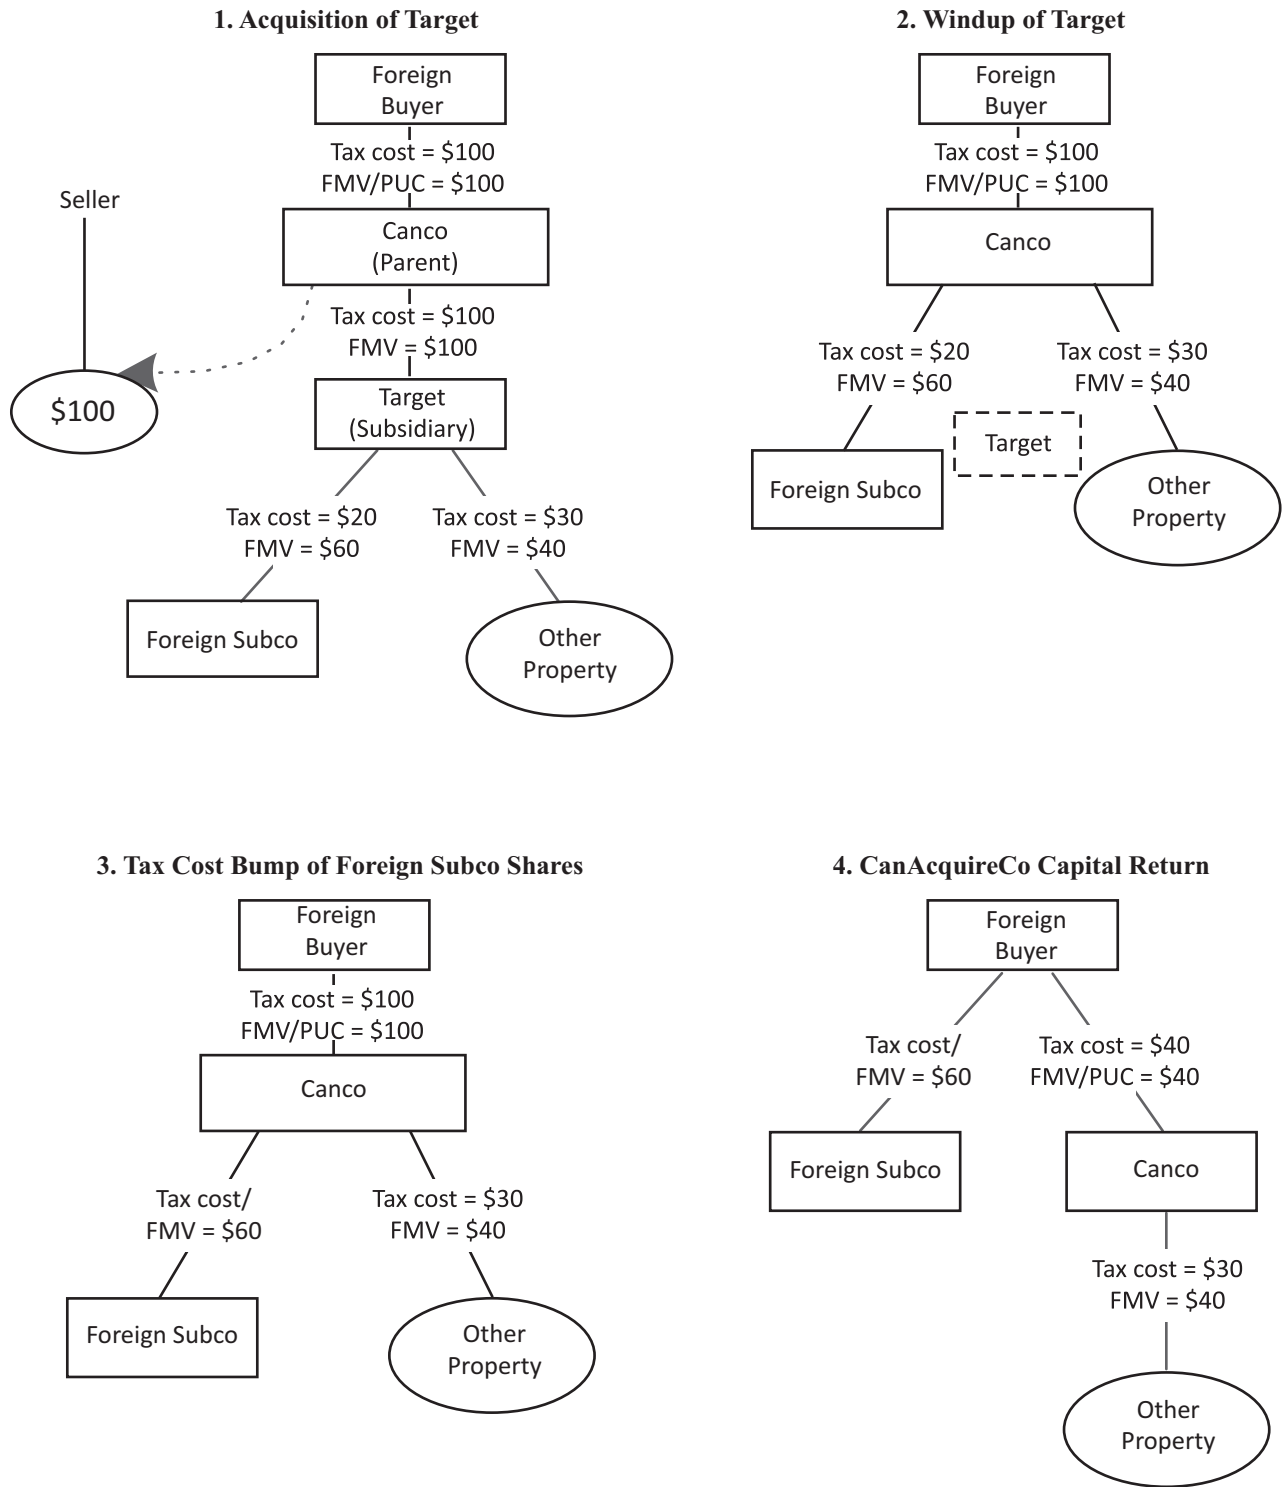 1. Acquisition of Target
Foreign
Buyer
Tax cost = $100
FMV/PUC = $100
Seller
Canco
(Parent)
Tax cost = $100
FMV = $100
$100
Target
(Subsidiary)
Tax cost = $20
FMV = $60
Tax cost = $30
FMV = $40
Foreign Subco
Other
Property
2. Windup of Target
Foreign
Buyer
Tax cost = $100
FMV/PUC = $100
Canco
Tax cost = $20
FMV = $60
Tax cost = $30
FMV = $40
Target
Foreign Subco
Other
Property
3. Tax Cost Bump of Foreign Subco Shares
Foreign
Buyer
Tax cost = $100
FMV/PUC = $100
Canco
Tax cost/
FMV = $60
Tax cost = $30
FMV = $40
Foreign Subco
Other
Property
4. CanAcquireCo Capital Return
Foreign
Buyer
Tax cost/
FMV = $60
Tax cost = $40
FMV/PUC = $40
Foreign Subco
Canco
Tax cost = $30
FMV = $40
Other
Property